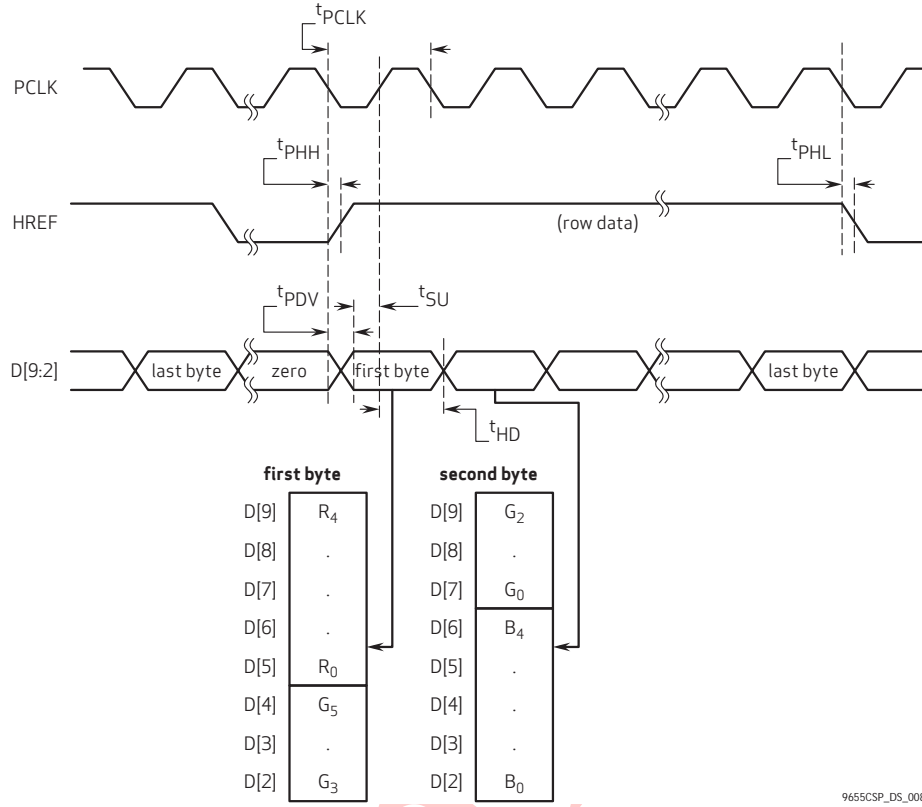 tPCLK
PCLK
tPHH
tPHL
HREF
(row data)
tPDV
tSU
D[9:2]
last byte
zero
first byte
last byte
tHD
first byte
second byte
D[9] R4
D[8] .
D[7] .
D[6] .
D[5] R0
D[4] G5
D[3] .
D[2] G3
D[9] G2
D[8] .
D[7] G0
D[6] B4
D[5] .
D[4] .
D[3] .
D[2] B0
9655CSP_DS_008